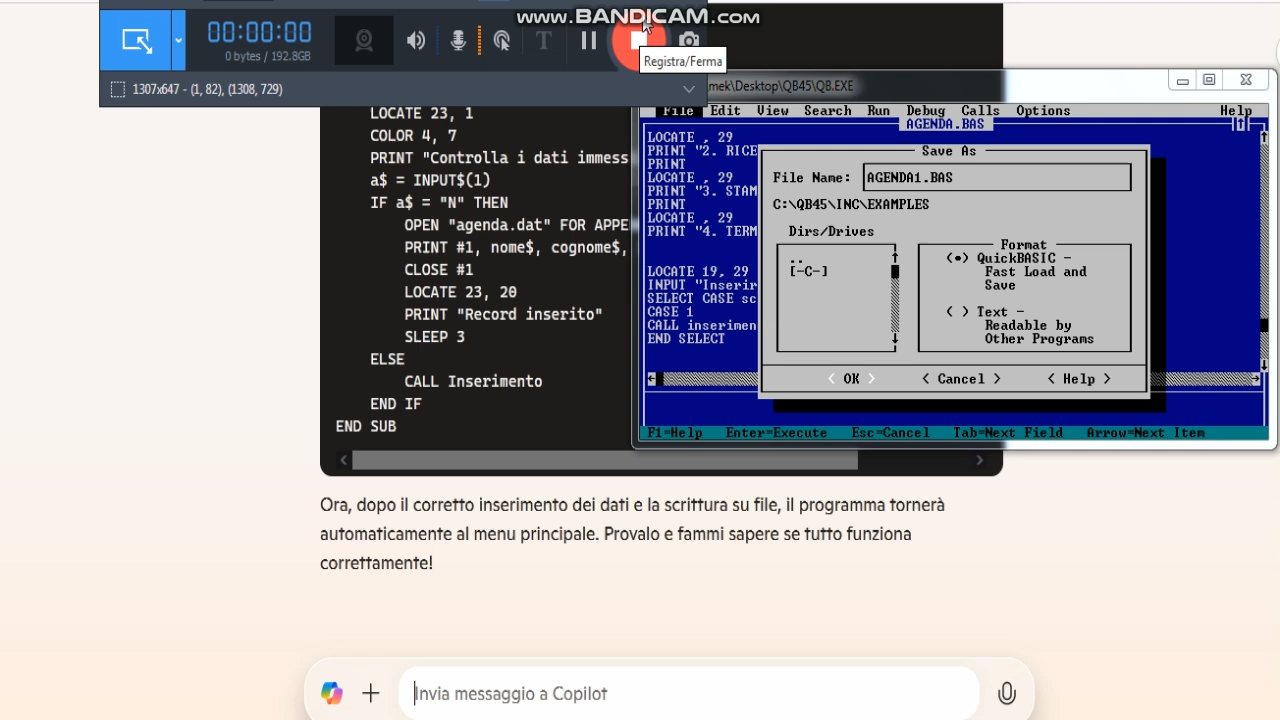 www.BANDICAM.com
00:00:00
0 bytes / 192.8GB
T
Registra/Ferma
1307x647 - (1, 82), (1308, 729)
LOCATE 23, 1
COLOR 4, 7
PRINT "Controlla i dati immess
a$ = INPUT$(1)
IF a$ = "N" THEN
OPEN "agenda.dat" FOR APPE
PRINT #1, nome$, cognome$,
CLOSE #1
LOCATE 23, 20
PRINT "Record inserito"
SLEEP 3
ELSE
CALL Inserimento
END IF
END SUB
mek\Desktop\QB45\QB.EXE
File Edit View Search Run Debug Calls Options Help
AGENDA.BAS
LOCATE , 29
PRINT "2. RICE
PRINT
LOCATE , 29
PRINT "3. STAM
PRINT
LOCATE , 29
PRINT "4. TERM
LOCATE 19, 29
INPUT "Inserir
SELECT CASE sc
CASE 1
CALL inserimen
END SELECT
Save As
File Name: AGENDA1.BAS
C:\QB45\INC\EXAMPLES
Dirs/Drives
..
[-C-]
Format
(•) QuickBASIC -
Fast Load and
Save
( ) Text -
Readable by
Other Programs
< OK > < Cancel > < Help >
F1=Help Enter=Execute Esc=Cancel Tab=Next Field Arrow=Next Item
Ora, dopo il corretto inserimento dei dati e la scrittura su file, il programma tornerà
automaticamente al menu principale. Provalo e fammi sapere se tutto funziona
correttamente!
Invia messaggio a Copilot